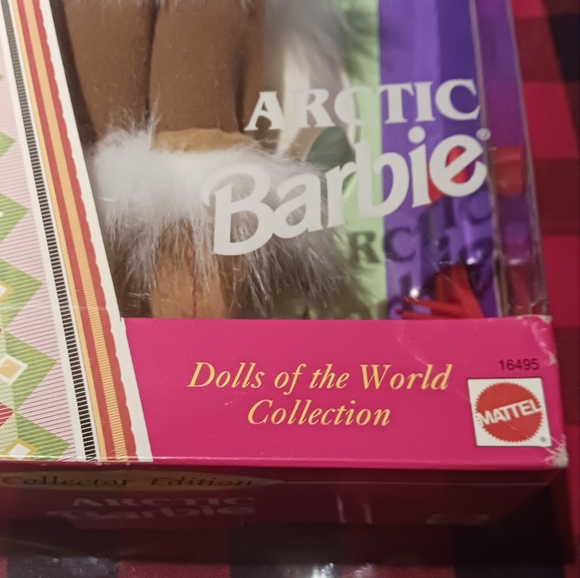 ARCTIC
Barbie®
Dolls of the World
Collection
16495
MATTEL
Collector Edition
ARCTIC
Barbie